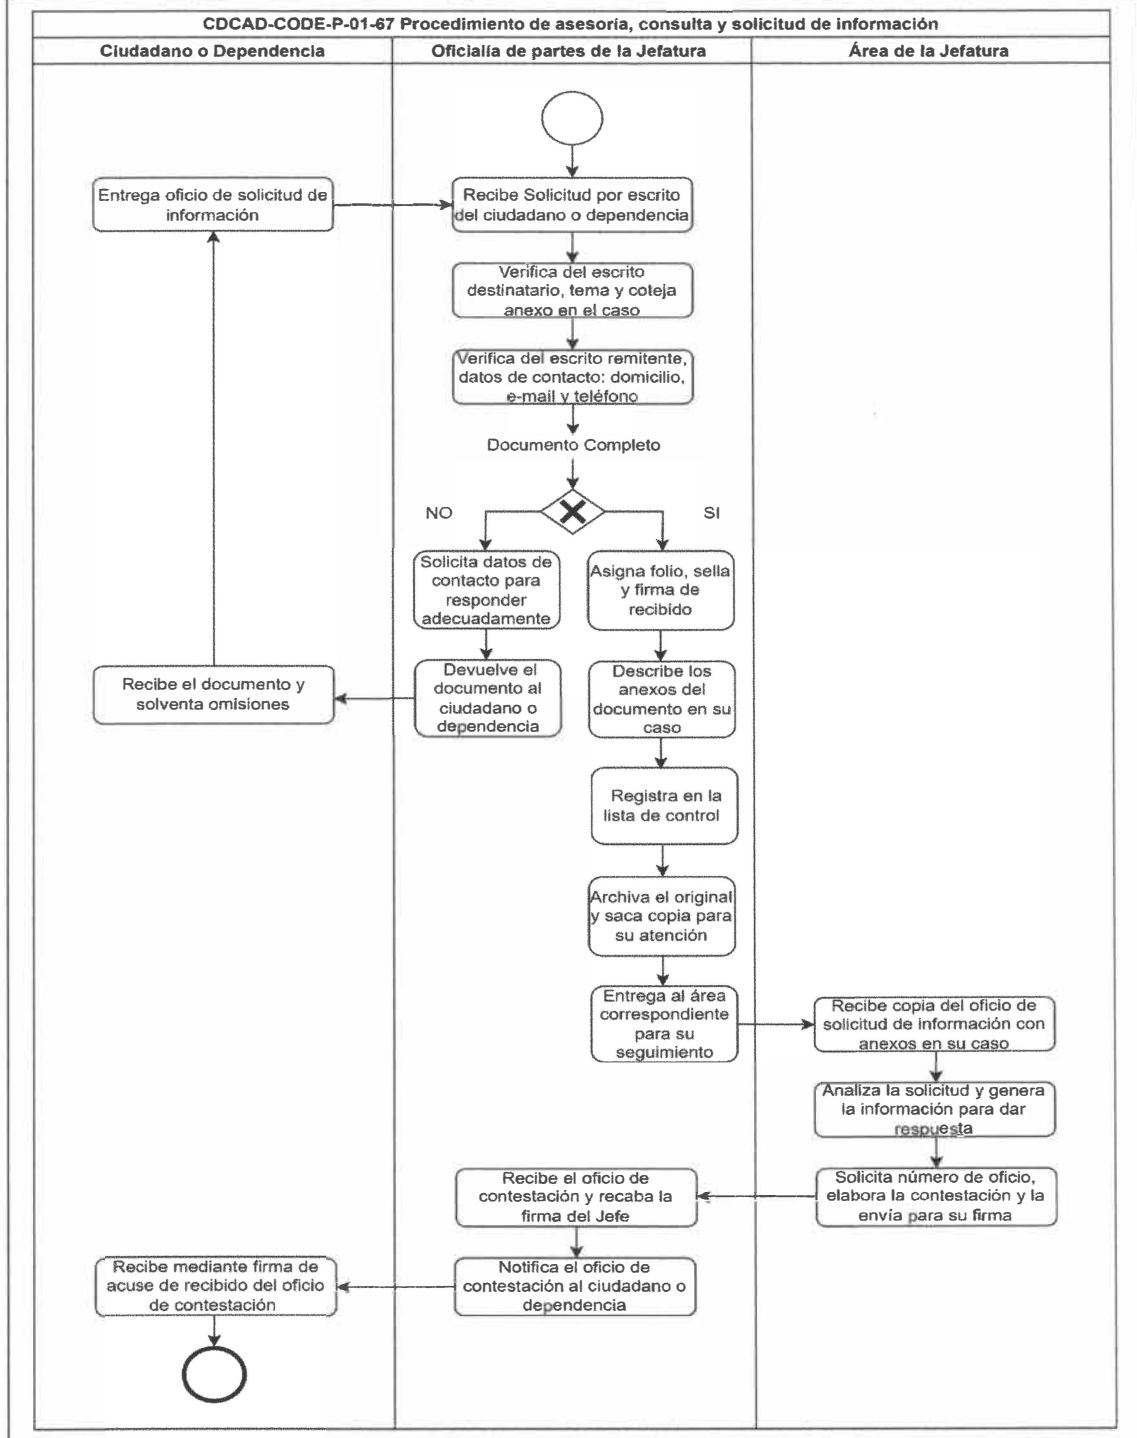 CDCAD-CODE-P-01-67 Procedimiento de asesoría, consulta y solicitud de información
Ciudadano o Dependencia
Oficialía de partes de la Jefatura
Área de la Jefatura
Entrega oficio de solicitud de
información
Recibe Solicitud por escrito
del ciudadano o dependencia
Verifica del escrito
destinatario, tema y coteja
anexo en el caso
Verifica del escrito remitente,
datos de contacto: domicilio,
e-mail y teléfono
Documento Completo
NO
SI
Solicita datos de
contacto para
responder
adecuadamente
Asigna folio, sella
y firma de
recibido
Devuelve el
documento al
ciudadano o
dependencia
Recibe el documento y
solventa omisiones
Describe los
anexos del
documento en su
caso
Registra en la
lista de control
Archiva el original
y saca copia para
su atención
Entrega al área
correspondiente
para su
seguimiento
Recibe copia del oficio de
solicitud de información con
anexos en su caso
Analiza la solicitud y genera
la información para dar
respuesta
Solicita número de oficio,
elabora la contestación y la
envía para su firma
Recibe el oficio de
contestación y recaba la
firma del Jefe
Notifica el oficio de
contestación al ciudadano o
dependencia
Recibe mediante firma de
acuse de recibido del oficio
de contestación